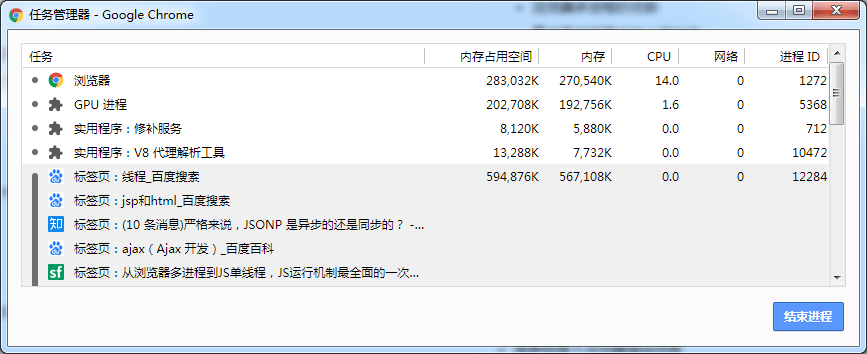 任务管理器 - Google Chrome
任务 内存占用空间 内存 CPU 网络 进程 ID
浏览器 283,032K 270,540K 14.0 0 1272
GPU 进程 202,708K 192,756K 1.6 0 5368
实用程序：修补服务 8,120K 5,880K 0.0 0 712
实用程序：V8 代理解析工具 13,288K 7,732K 0.0 0 10472
标签页：线程_百度搜索 594,876K 567,108K 0.0 0 12284
标签页：jsp和html_百度搜索
知 标签页：(10 条消息)严格来说，JSONP 是异步的还是同步的？ -...
标签页：ajax（Ajax 开发）_百度百科
sf 标签页：从浏览器多进程到JS单线程，JS运行机制最全面的一次...
结束进程